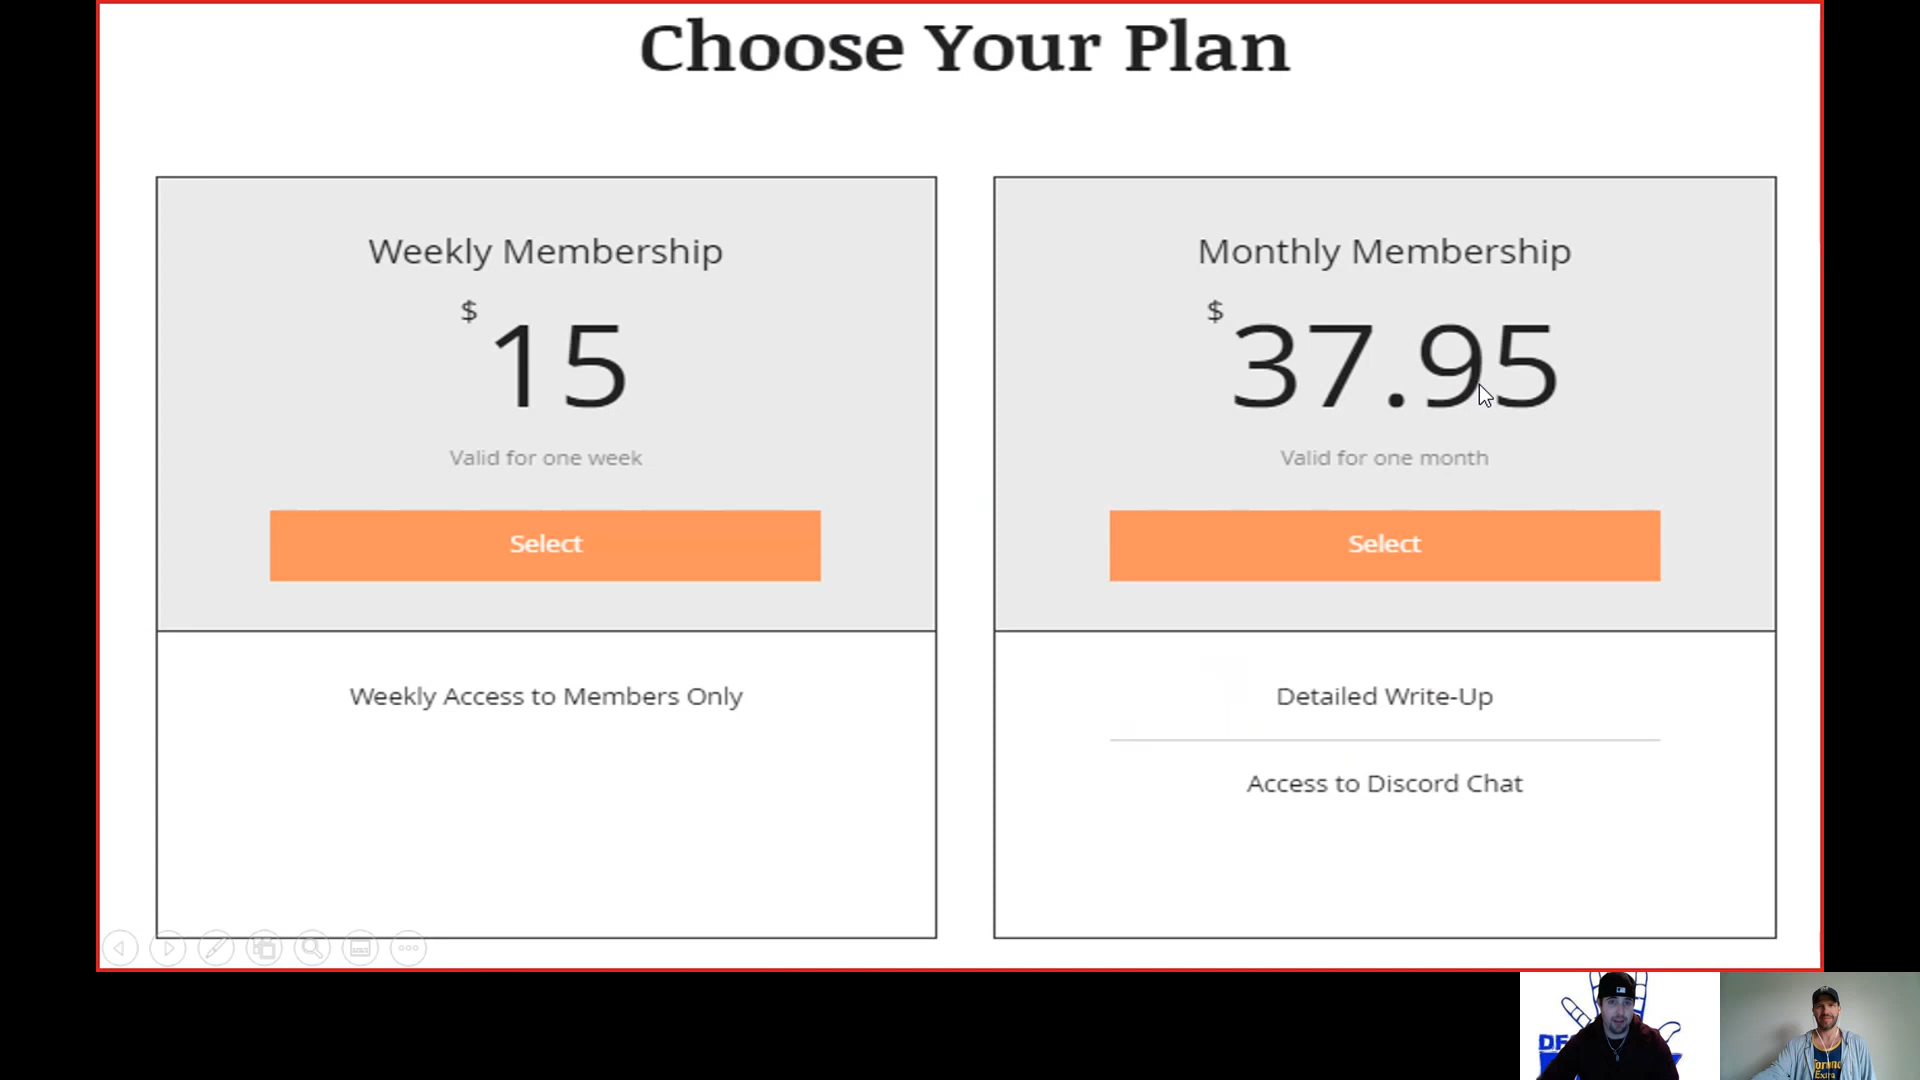 Choose Your Plan
Weekly Membership
$ 15
Valid for one week
Select
Weekly Access to Members Only
Monthly Membership
$ 37.95
Valid for one month
Select
Detailed Write-Up
Access to Discord Chat